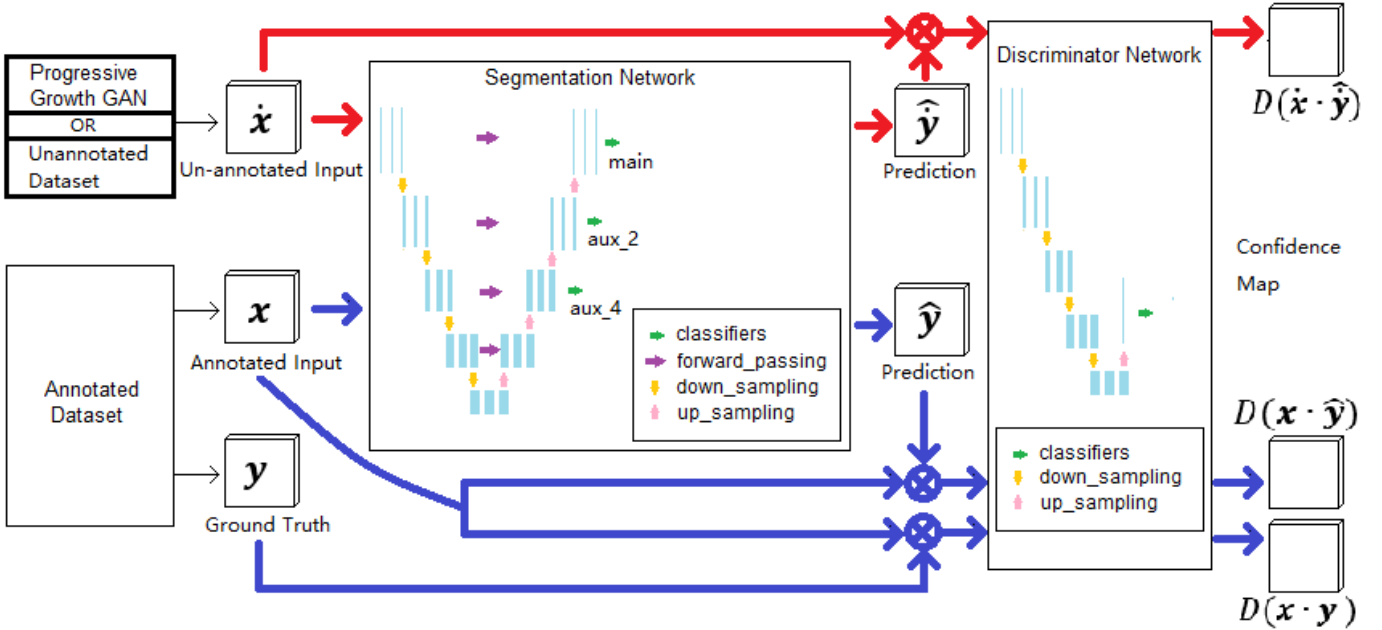 Progressive
Growth GAN
OR
Unannotated
Dataset
ẋ
Un-annotated Input
Segmentation Network
main
aux_2
aux_4
classifiers
forward_passing
down_sampling
up_sampling
ẏ̂
Prediction
Discriminator Network
D(ẋ · ẏ̂)
Annotated
Dataset
x
Annotated Input
y
Ground Truth
ŷ
Prediction
classifiers
down_sampling
up_sampling
Confidence
Map
D(x · ŷ)
D(x · y)